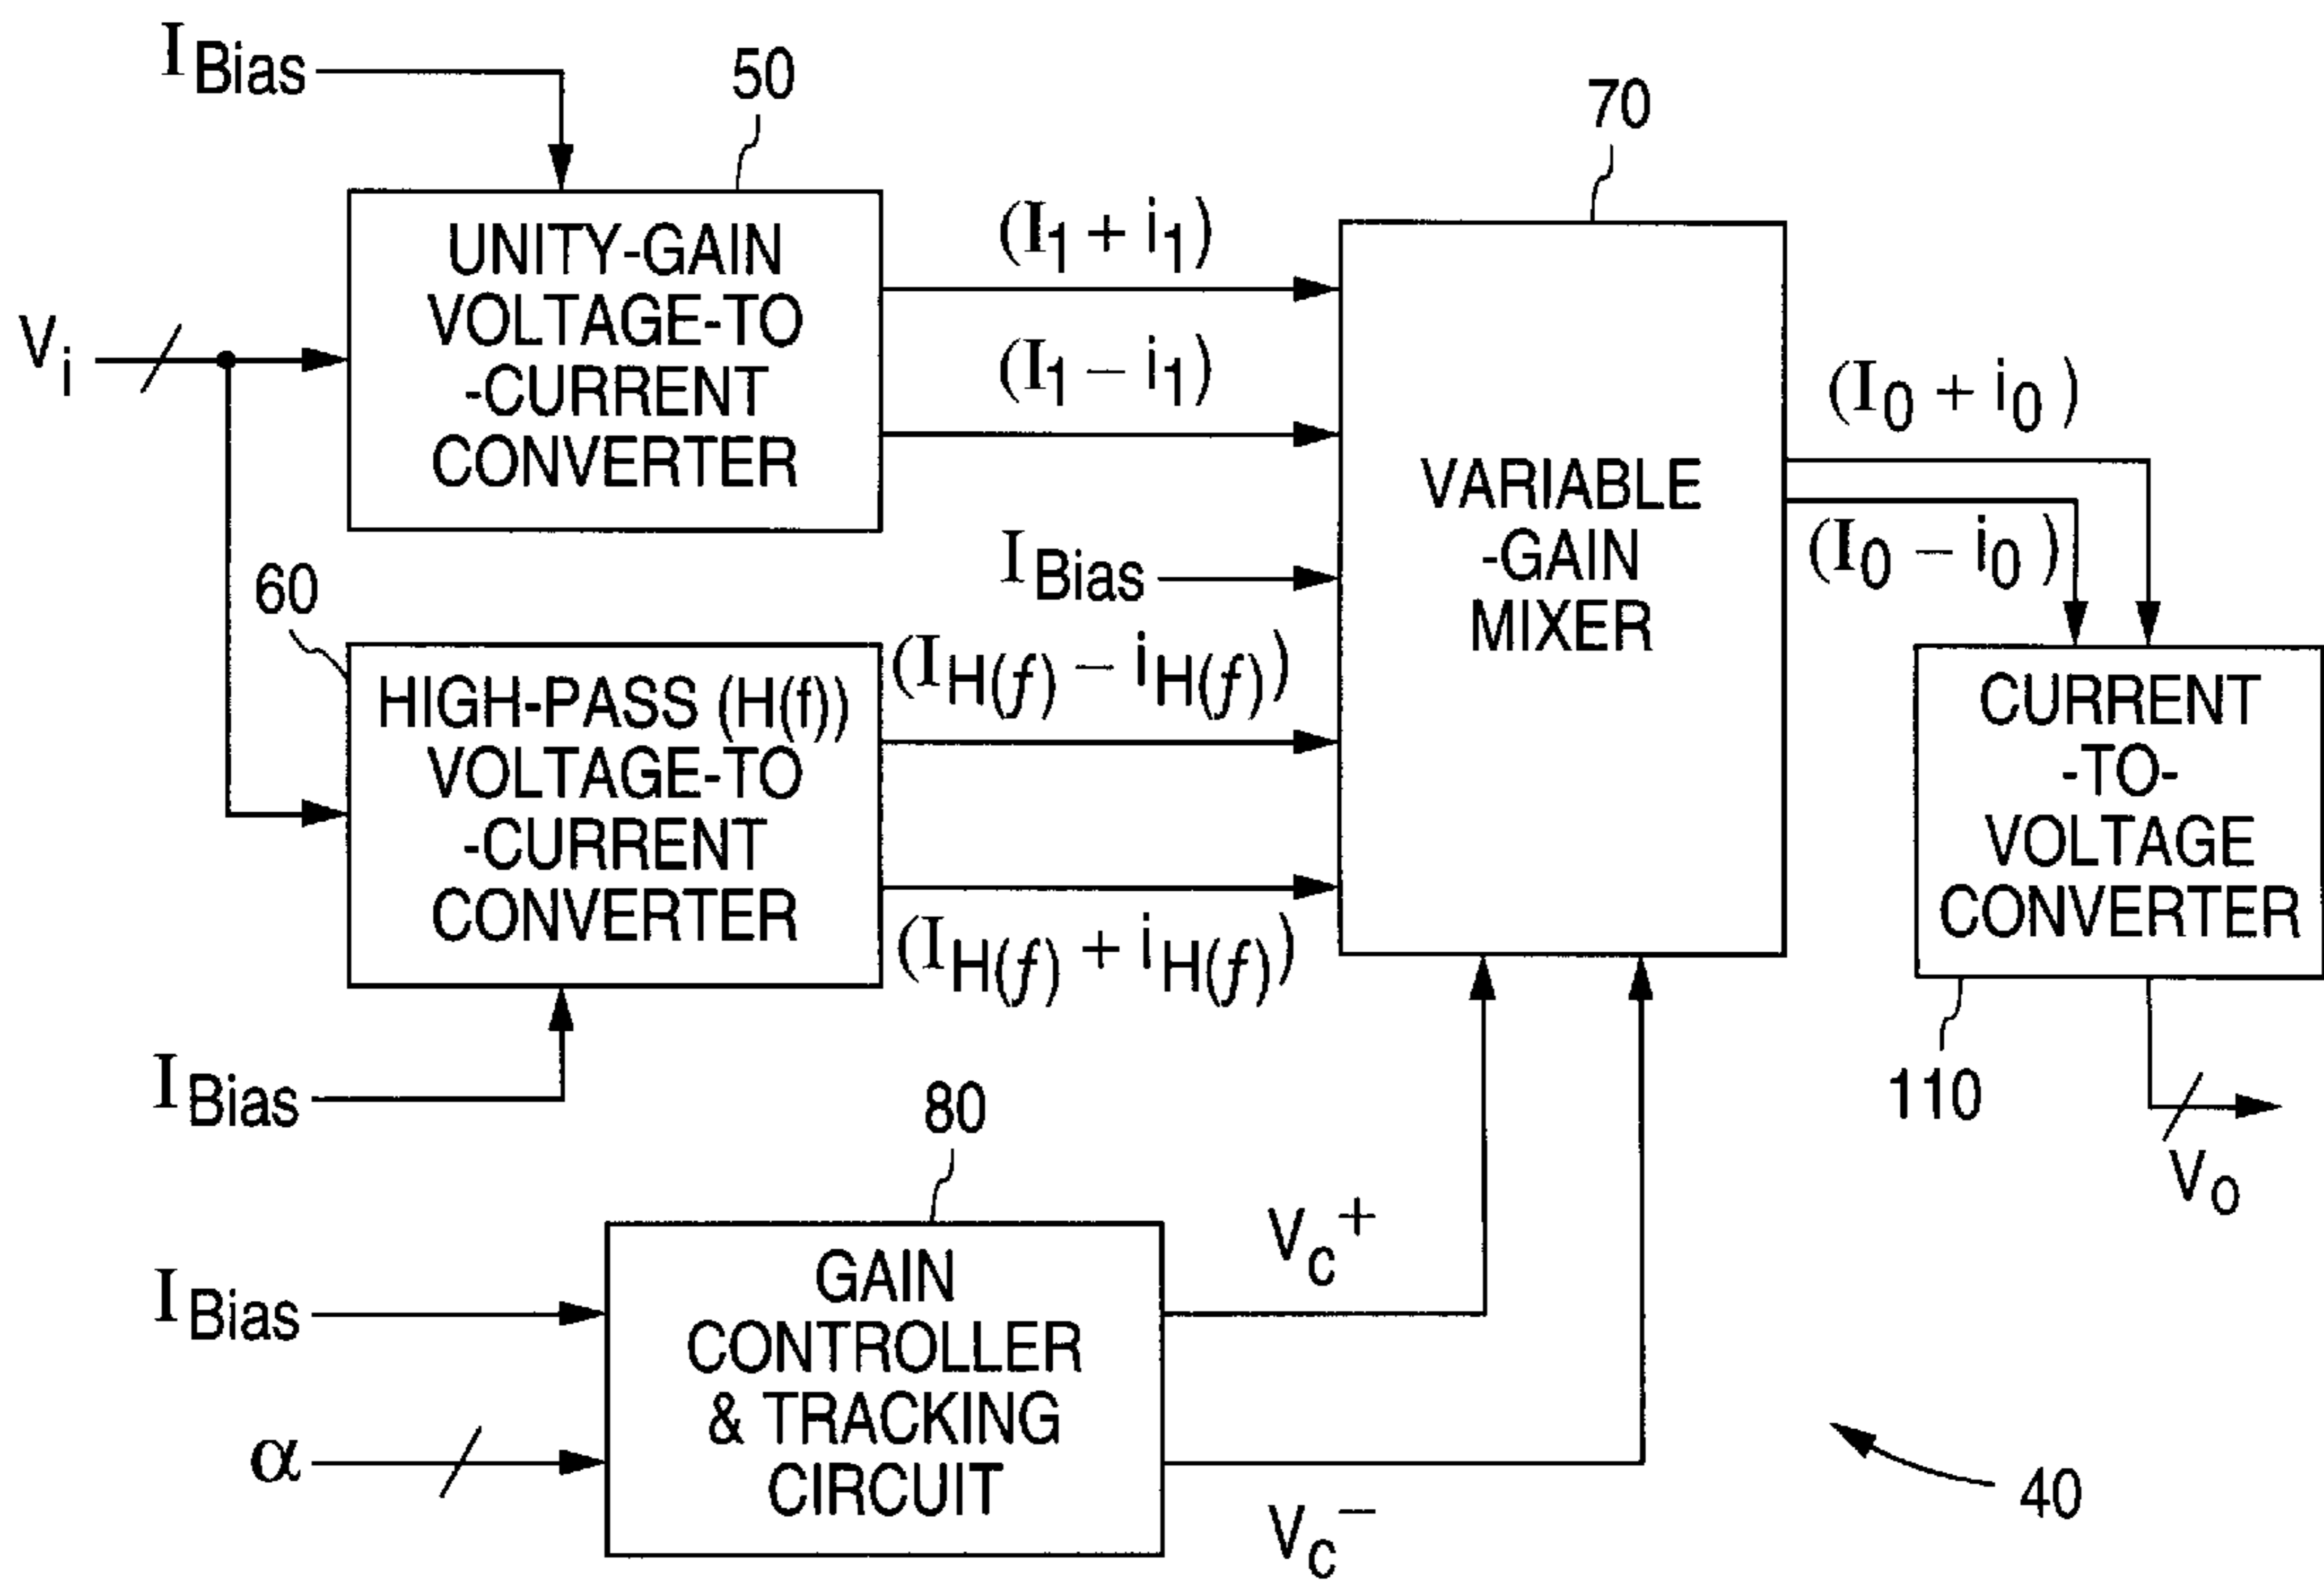 I Bias
50
70
UNITY-GAIN
VOLTAGE-TO
-CURRENT
CONVERTER
(I1 + i1)
(I1 − i1)
Vi
(I0 + i0)
(I0 − i0)
VARIABLE
-GAIN
MIXER
I Bias
60
HIGH-PASS (H(f))
VOLTAGE-TO
-CURRENT
CONVERTER
(IH(f) − iH(f))
(IH(f) + iH(f))
CURRENT
-TO-
VOLTAGE
CONVERTER
110
Vo
I Bias
80
I Bias
α
GAIN
CONTROLLER
& TRACKING
CIRCUIT
Vc+
Vc−
40